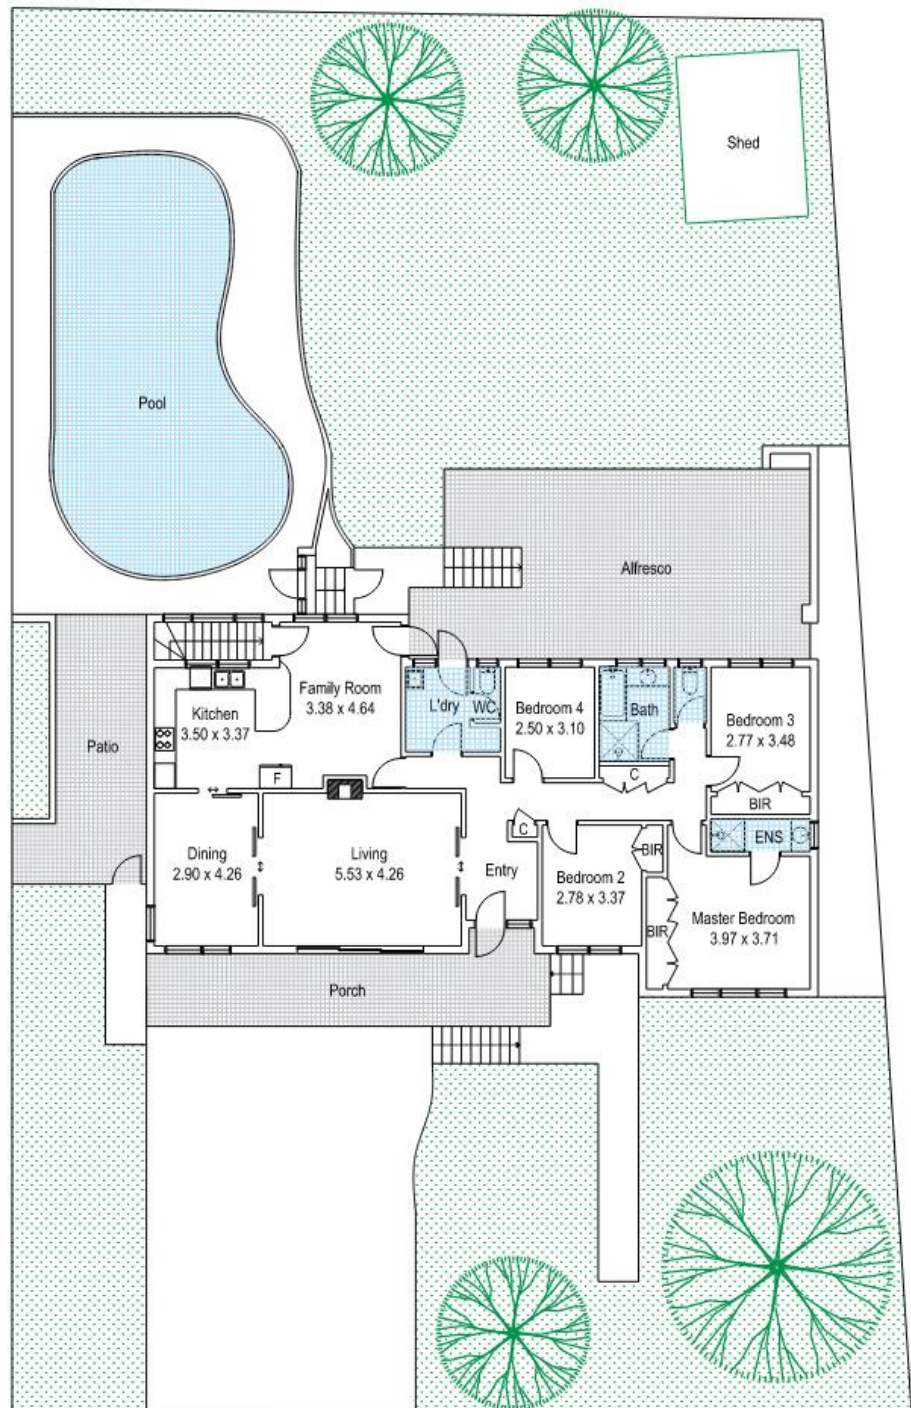 Shed
Pool
Alfresco
Family Room
3.38 x 4.64
Kitchen
3.50 x 3.37
L'dry
WC
Bedroom 4
2.50 x 3.10
Bath
Bedroom 3
2.77 x 3.48
Patio
F
C
BIR
C
ENS
Dining
2.90 x 4.26
Living
5.53 x 4.26
Entry
Bedroom 2
2.78 x 3.37
BIR
BIR
Master Bedroom
3.97 x 3.71
Porch